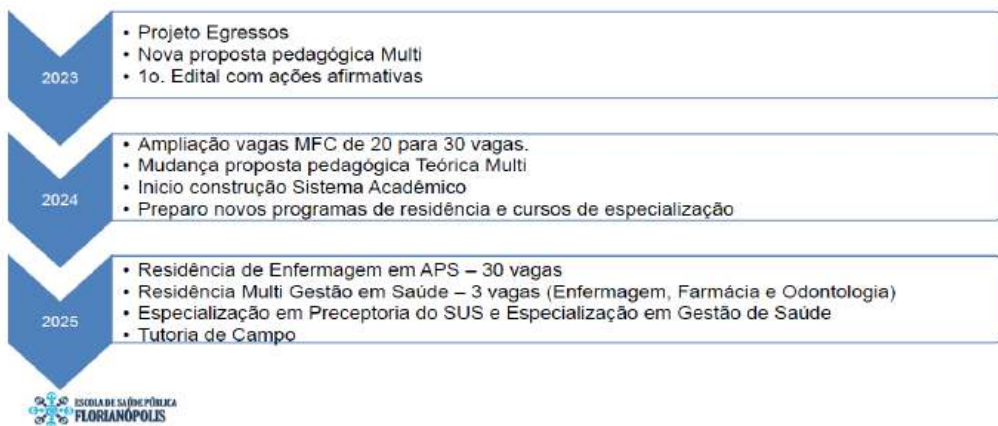 2023
• Projeto Egressos
• Nova proposta pedagógica Multi
• 1o. Edital com ações afirmativas
2024
• Ampliação vagas MFC de 20 para 30 vagas.
• Mudança proposta pedagógica Teórica Multi
• Inicio construção Sistema Acadêmico
• Preparo novos programas de residência e cursos de especialização
2025
• Residência de Enfermagem em APS – 30 vagas
• Residência Multi Gestão em Saúde – 3 vagas (Enfermagem, Farmácia e Odontologia)
• Especialização em Preceptoria do SUS e Especialização em Gestão de Saúde
• Tutoria de Campo
ESCOLA DE SAÚDE PÚBLICA
FLORIANÓPOLIS